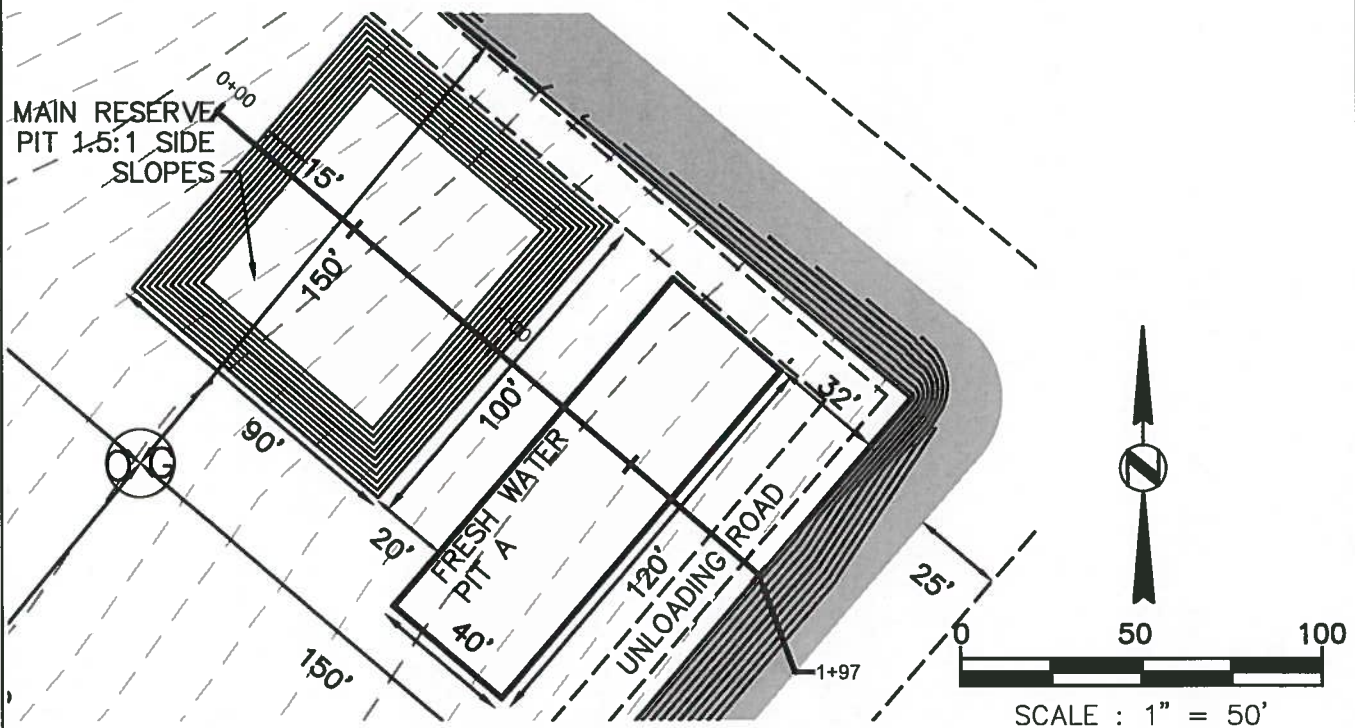 0+00
MAIN RESERVE
PIT 1.5:1 SIDE
SLOPES
15'
150'
100'
90'
20'
FRESH WATER
PIT A
40'
120'
UNLOADING ROAD
32'
25'
150'
1+97
N
0 50 100
SCALE : 1" = 50'